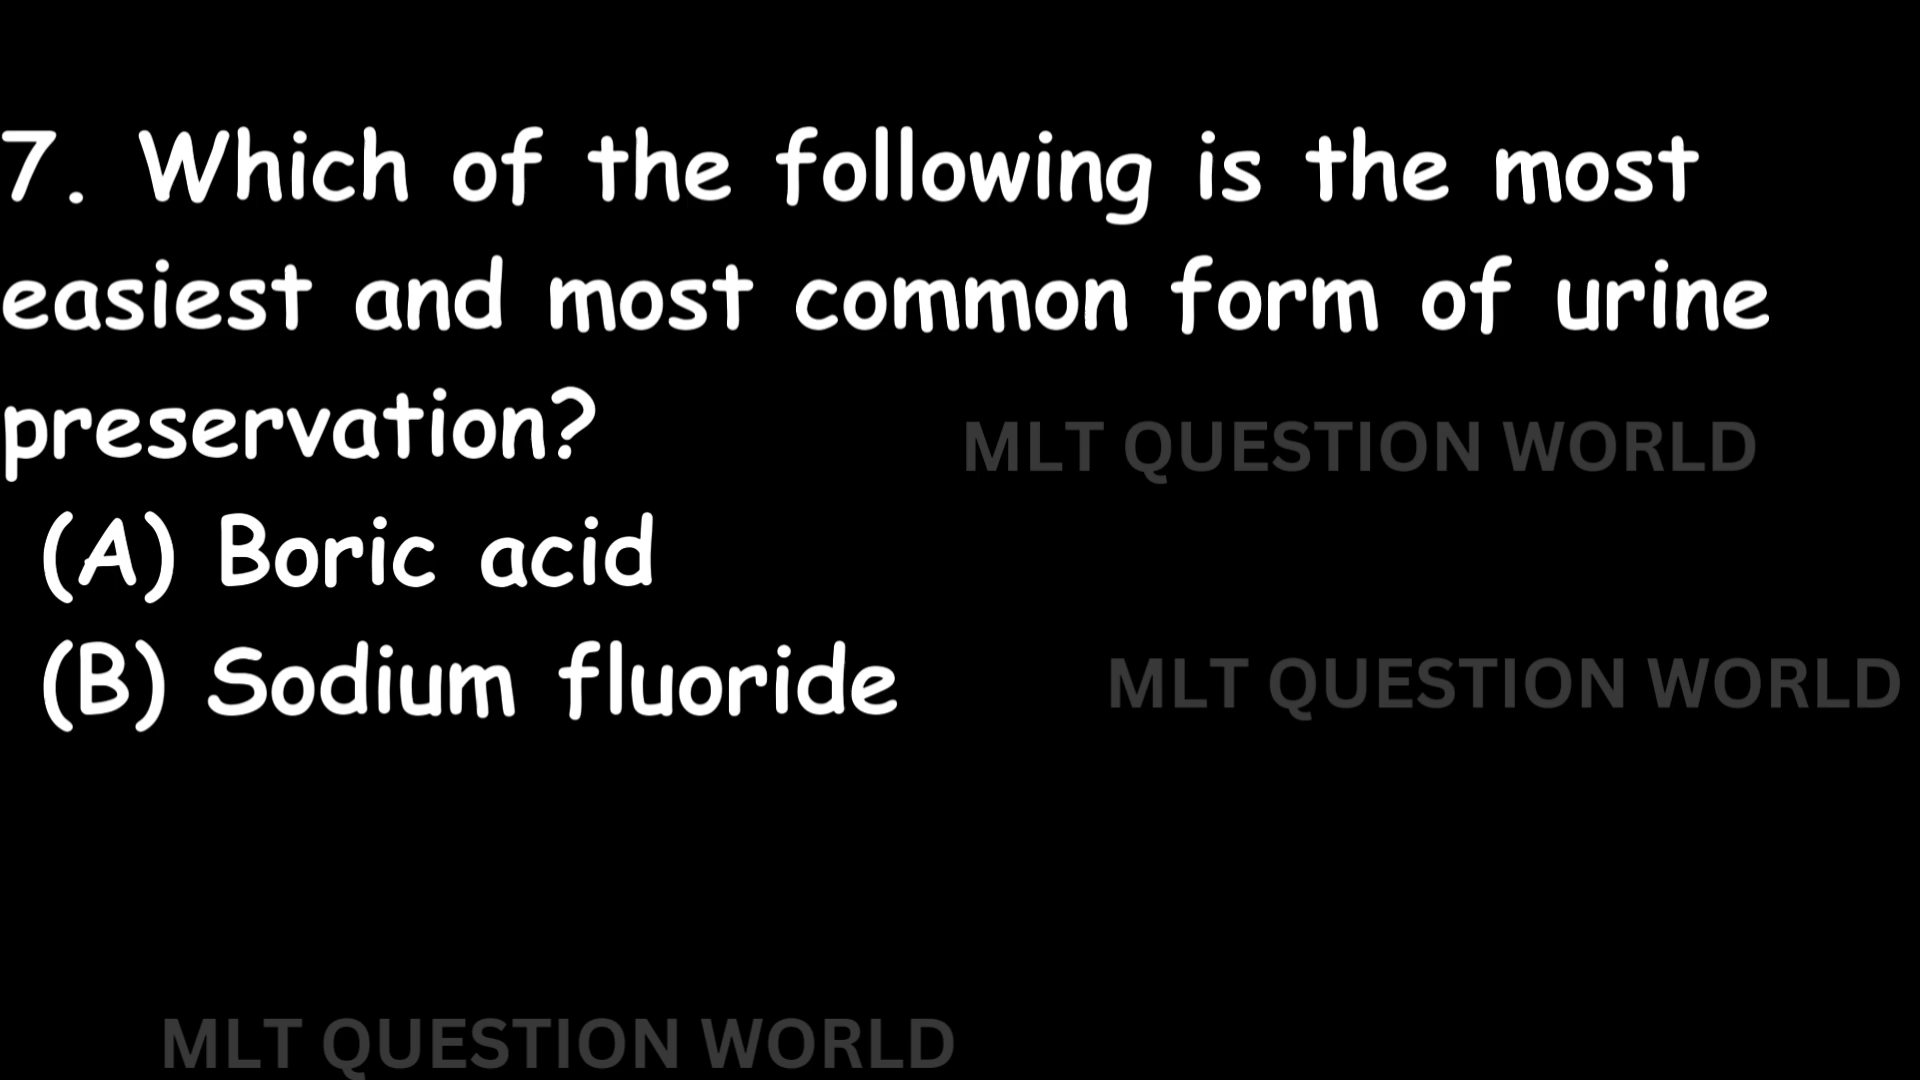 7. Which of the following is the most
easiest and most common form of urine
preservation?
MLT QUESTION WORLD
(A) Boric acid
(B) Sodium fluoride
MLT QUESTION WORLD
MLT QUESTION WORLD